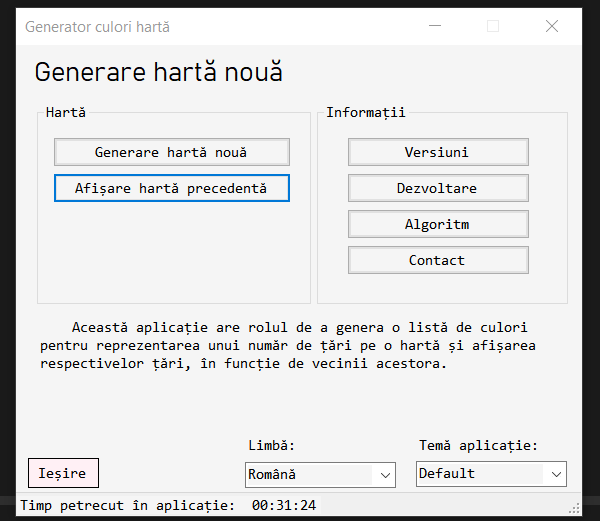 Generator culori hartă
Generare hartă nouă
Hartă
Generare hartă nouă
Afișare hartă precedentă
Informații
Versiuni
Dezvoltare
Algoritm
Contact
Această aplicație are rolul de a genera o listă de culori
pentru reprezentarea unui număr de țări pe o hartă și afișarea
respectivelor țări, în funcție de vecinii acestora.
Limbă:
Temă aplicație:
Ieșire
Română
Default
Timp petrecut în aplicație: 00:31:24